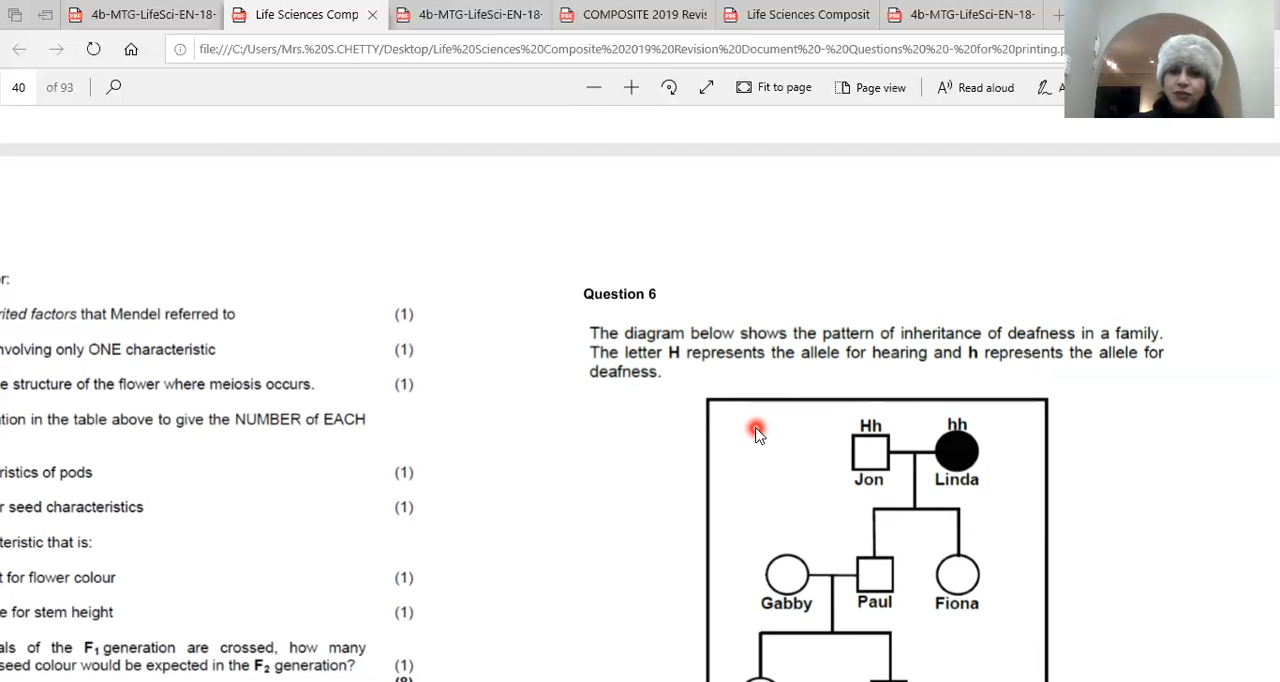 4b-MTG-LifeSci-EN-18-
Life Sciences Comp
4b-MTG-LifeSci-EN-18-
COMPOSITE 2019 Revis
Life Sciences Composit
4b-MTG-LifeSci-EN-18-
file:///C:/Users/Mrs.%20S.CHETTY/Desktop/Life%20Sciences%20Composite%202019%20Revision%20Document%20-%20Questions%20%20-%20for%20printing.p
40 of 93
Fit to page
Page view
Read aloud
or:
rited factors that Mendel referred to (1)
nvolving only ONE characteristic (1)
e structure of the flower where meiosis occurs. (1)
ation in the table above to give the NUMBER of EACH
ristics of pods (1)
r seed characteristics (1)
teristic that is:
t for flower colour (1)
e for stem height (1)
als of the F1 generation are crossed, how many
seed colour would be expected in the F2 generation? (1)
(8)
Question 6
The diagram below shows the pattern of inheritance of deafness in a family.
The letter H represents the allele for hearing and h represents the allele for
deafness.
Hh hh
Jon Linda
Gabby Paul Fiona